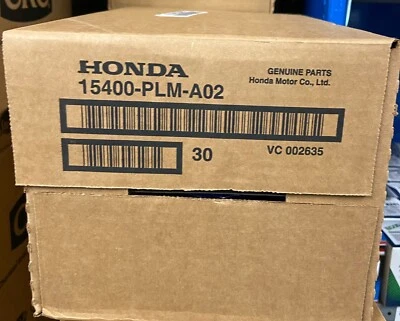 HONDA
GENUINE PARTS
Honda Motor Co., Ltd.
15400-PLM-A02
30
VC 002635